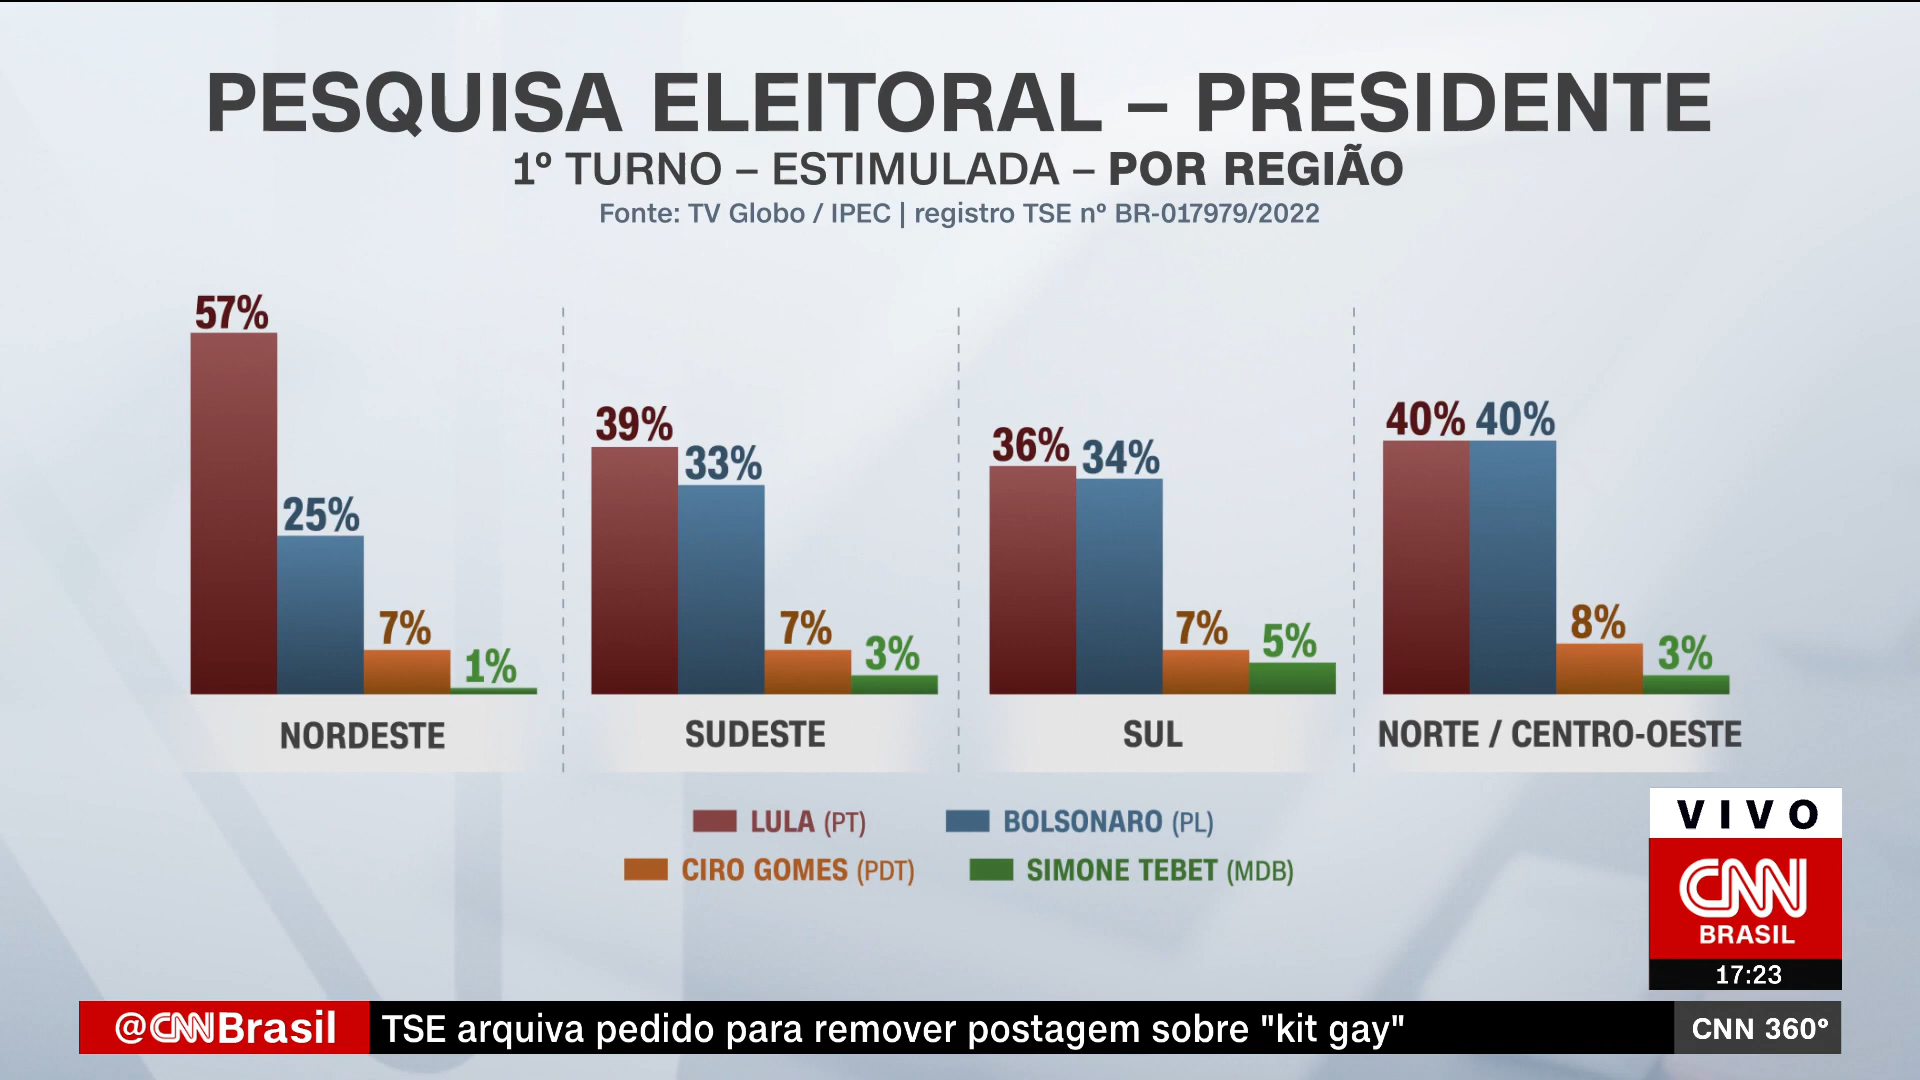 PESQUISA ELEITORAL – PRESIDENTE
1º TURNO – ESTIMULADA – POR REGIÃO
Fonte: TV Globo / IPEC | registro TSE nº BR-017979/2022
57%
25%
7%
1%
NORDESTE
39%
33%
7%
3%
SUDESTE
36%
34%
7%
5%
SUL
40%
40%
8%
3%
NORTE / CENTRO-OESTE
LULA (PT)
BOLSONARO (PL)
CIRO GOMES (PDT)
SIMONE TEBET (MDB)
VIVO
CNN
BRASIL
17:23
@CNNBrasil
TSE arquiva pedido para remover postagem sobre "kit gay"
CNN 360º